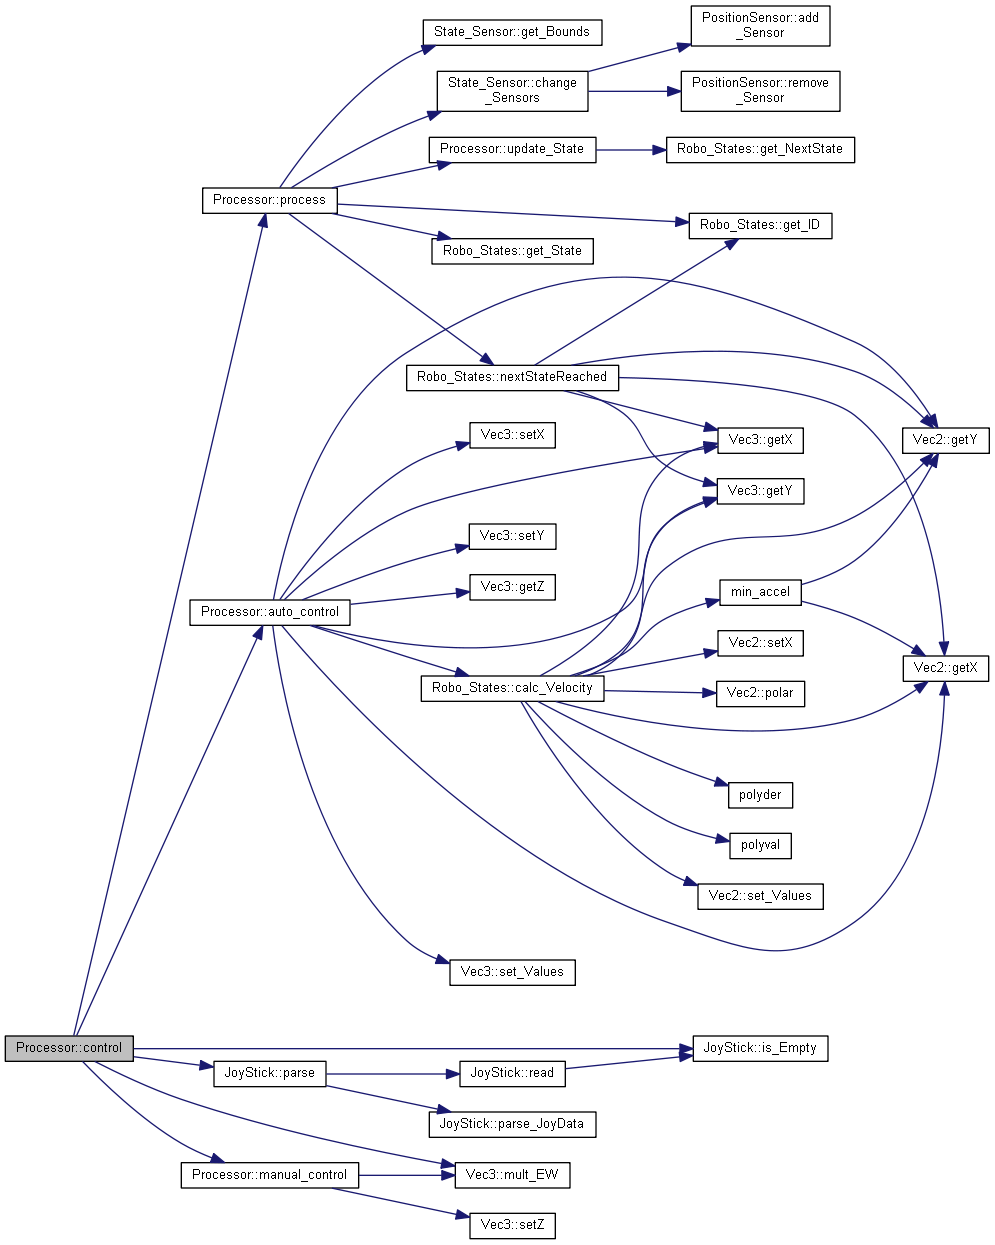 State_Sensor::get_Bounds
PositionSensor::add
_Sensor
State_Sensor::change
_Sensors
PositionSensor::remove
_Sensor
Processor::update_State
Robo_States::get_NextState
Processor::process
Robo_States::get_ID
Robo_States::get_State
Robo_States::nextStateReached
Vec3::setX
Vec3::getX
Vec2::getY
Vec3::getY
Vec3::setY
Vec3::getZ
min_accel
Processor::auto_control
Vec2::setX
Vec2::getX
Robo_States::calc_Velocity
Vec2::polar
polyder
polyval
Vec2::set_Values
Vec3::set_Values
Processor::control
JoyStick::is_Empty
JoyStick::parse
JoyStick::read
JoyStick::parse_JoyData
Processor::manual_control
Vec3::mult_EW
Vec3::setZ